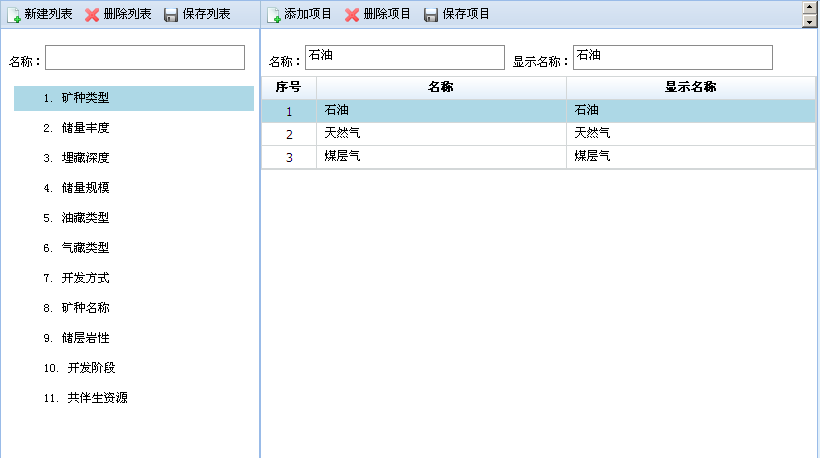 新建列表 删除列表 保存列表
名称：
1. 矿种类型
2. 储量丰度
3. 埋藏深度
4. 储量规模
5. 油藏类型
6. 气藏类型
7. 开发方式
8. 矿种名称
9. 储层岩性
10. 开发阶段
11. 共伴生资源
添加项目 删除项目 保存项目
名称：石油 显示名称：石油
序号 名称 显示名称
1 石油 石油
2 天然气 天然气
3 煤层气 煤层气